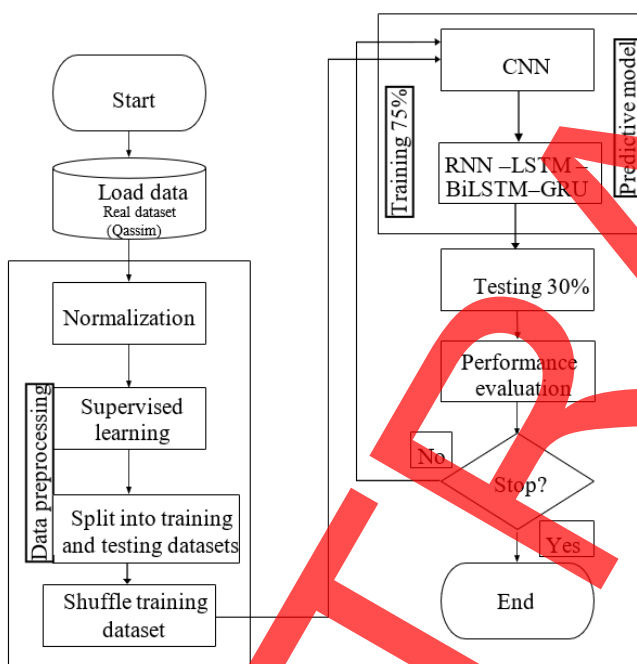 Start
Load data
Real dataset
(Qassim)
Normalization
Data preprocessing
Supervised
learning
Split into training
and testing datasets
Shuffle training
dataset
CNN
Training 75%
Predictive model
RNN –LSTM –
BiLSTM–GRU
Testing 30%
Performance
evaluation
No
Stop?
Yes
End